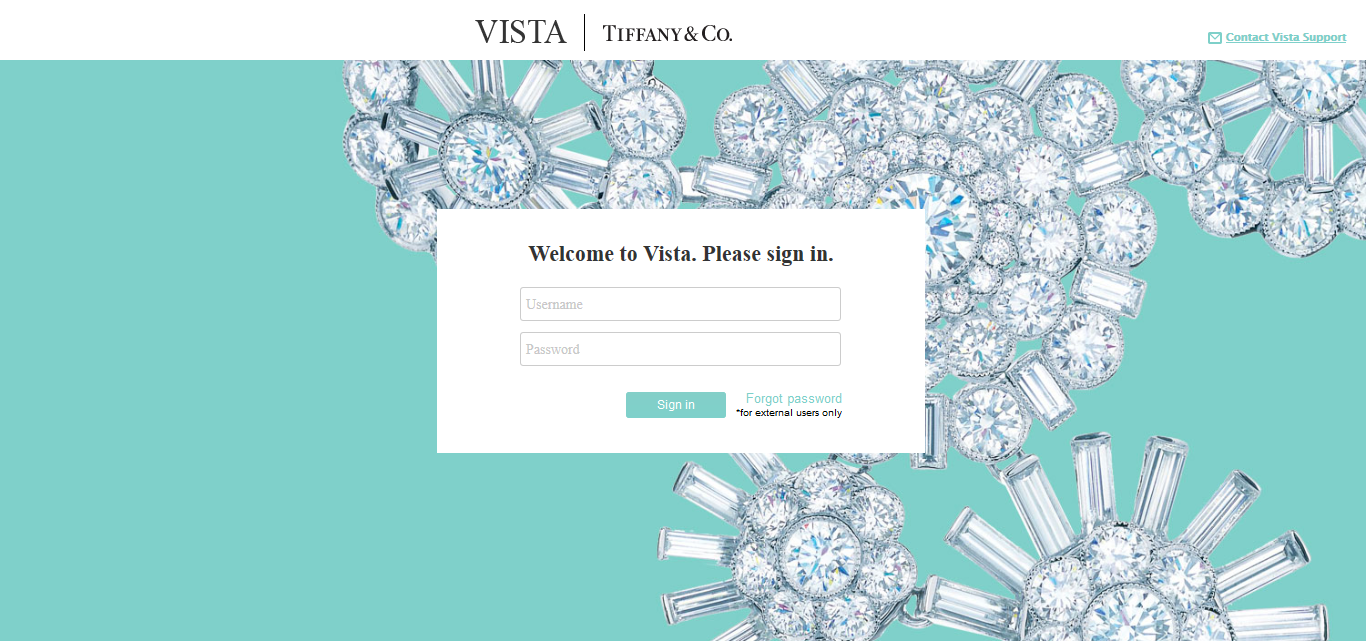 VISTA | TIFFANY & CO.
Contact Vista Support
Welcome to Vista. Please sign in.
Username
Password
Sign in
Forgot password
*for external users only